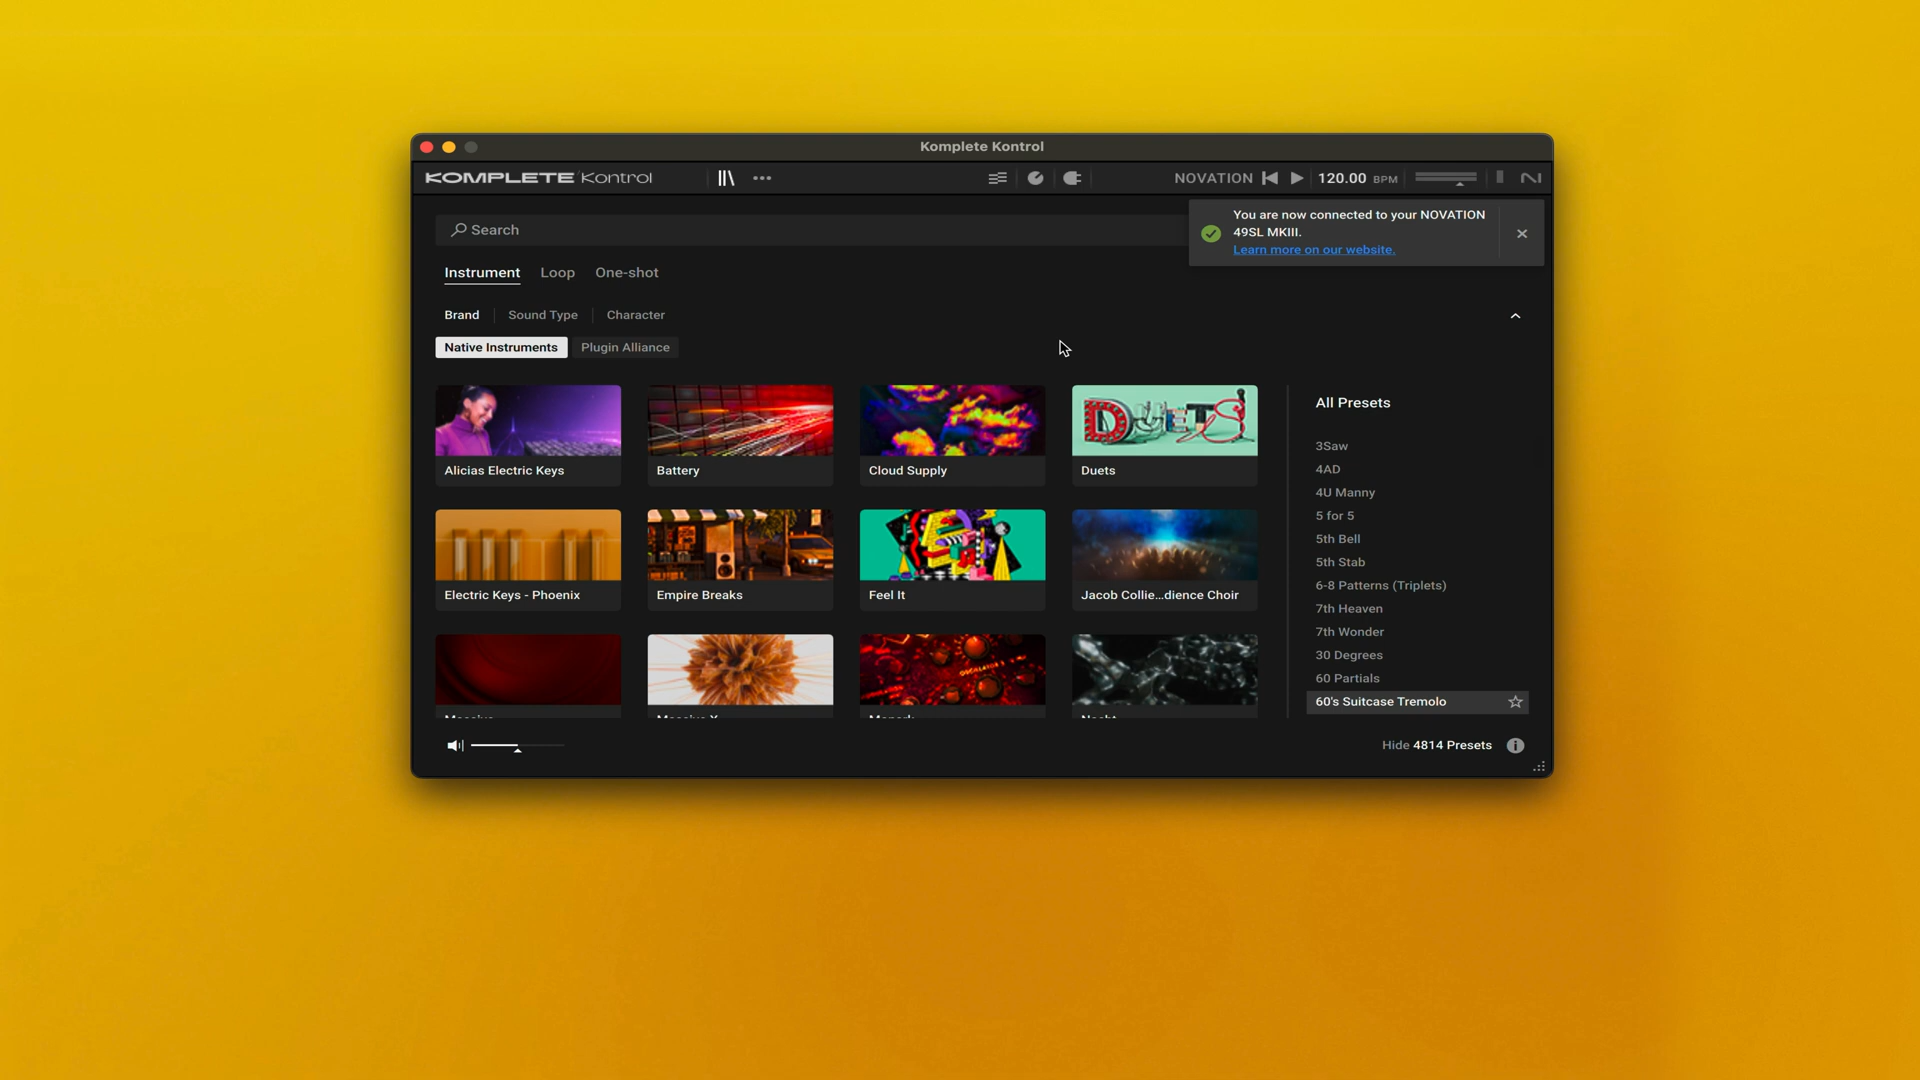 Komplete Kontrol
KOMPLETE Kontrol
NOVATION
120.00 BPM
Search
You are now connected to your NOVATION
49SL MKIII.
Learn more on our website.
Instrument Loop One-shot
Brand Sound Type Character
Native Instruments Plugin Alliance
DUETS
Alicias Electric Keys
Battery
Cloud Supply
Duets
Electric Keys - Phoenix
Empire Breaks
Feel It
Jacob Collie...dience Choir
All Presets
3Saw
4AD
4U Manny
5 for 5
5th Bell
5th Stab
6-8 Patterns (Triplets)
7th Heaven
7th Wonder
30 Degrees
60 Partials
60's Suitcase Tremolo
Hide 4814 Presets